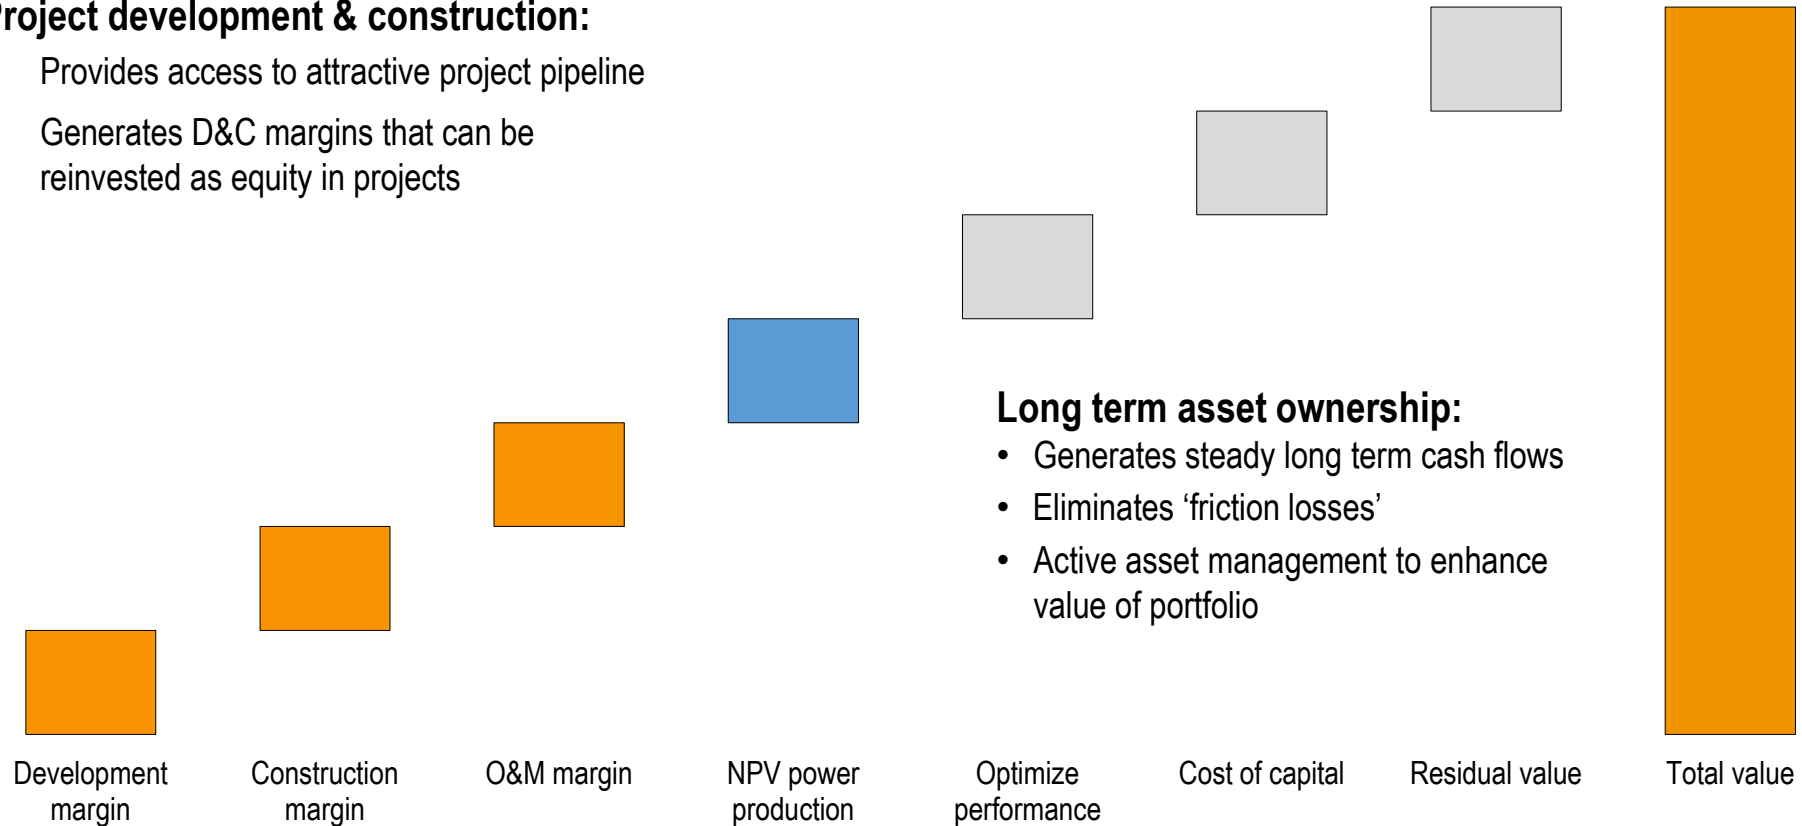 Project development & construction:
Provides access to attractive project pipeline
Generates D&C margins that can be
reinvested as equity in projects
Long term asset ownership:
• Generates steady long term cash flows
• Eliminates ‘friction losses’
• Active asset management to enhance
value of portfolio
Development
margin
Construction
margin
O&M margin
NPV power
production
Optimize
performance
Cost of capital
Residual value
Total value